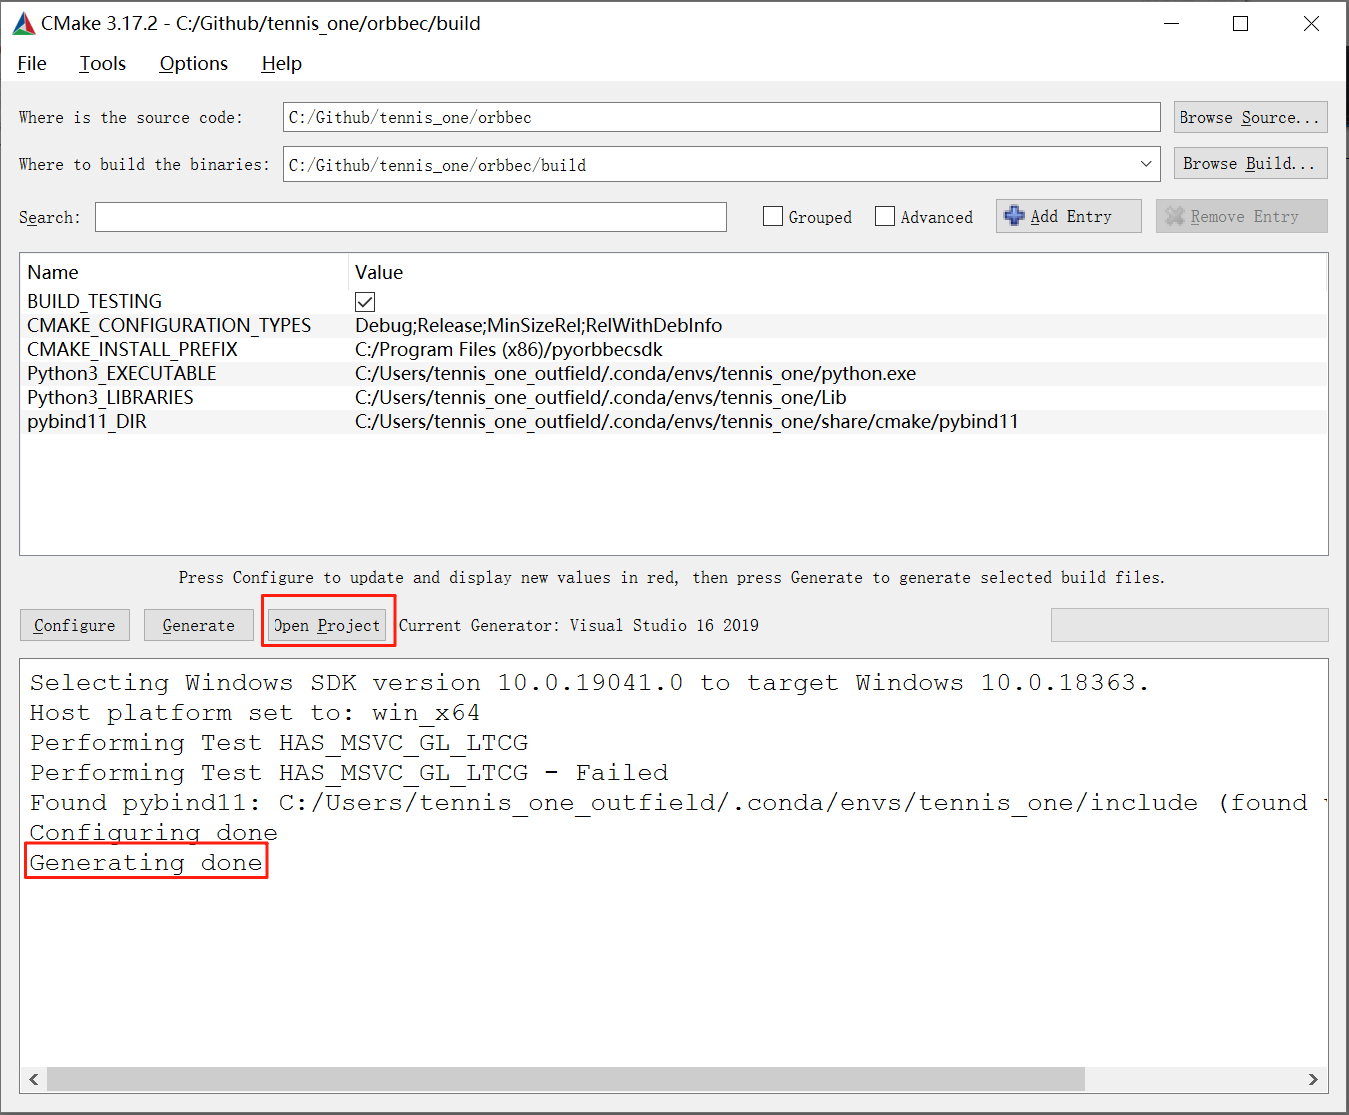 CMake 3.17.2 - C:/Github/tennis_one/orbbec/build
File Tools Options Help
Where is the source code: C:/Github/tennis_one/orbbec Browse Source...
Where to build the binaries: C:/Github/tennis_one/orbbec/build Browse Build...
Search: Grouped Advanced Add Entry Remove Entry
Name Value
BUILD_TESTING
CMAKE_CONFIGURATION_TYPES Debug;Release;MinSizeRel;RelWithDebInfo
CMAKE_INSTALL_PREFIX C:/Program Files (x86)/pyorbbecsdk
Python3_EXECUTABLE C:/Users/tennis_one_outfield/.conda/envs/tennis_one/python.exe
Python3_LIBRARIES C:/Users/tennis_one_outfield/.conda/envs/tennis_one/Lib
pybind11_DIR C:/Users/tennis_one_outfield/.conda/envs/tennis_one/share/cmake/pybind11
Press Configure to update and display new values in red, then press Generate to generate selected build files.
Configure Generate Open Project Current Generator: Visual Studio 16 2019
Selecting Windows SDK version 10.0.19041.0 to target Windows 10.0.18363.
Host platform set to: win_x64
Performing Test HAS_MSVC_GL_LTCG
Performing Test HAS_MSVC_GL_LTCG - Failed
Found pybind11: C:/Users/tennis_one_outfield/.conda/envs/tennis_one/include (found
Configuring done
Generating done